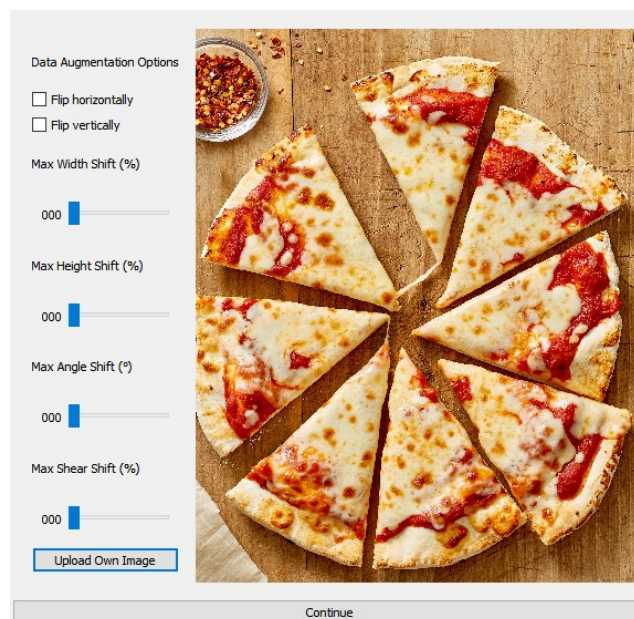 Data Augmentation Options
Flip horizontally
Flip vertically
Max Width Shift (%)
000
Max Height Shift (%)
000
Max Angle Shift (º)
000
Max Shear Shift (%)
000
Upload Own Image
Continue